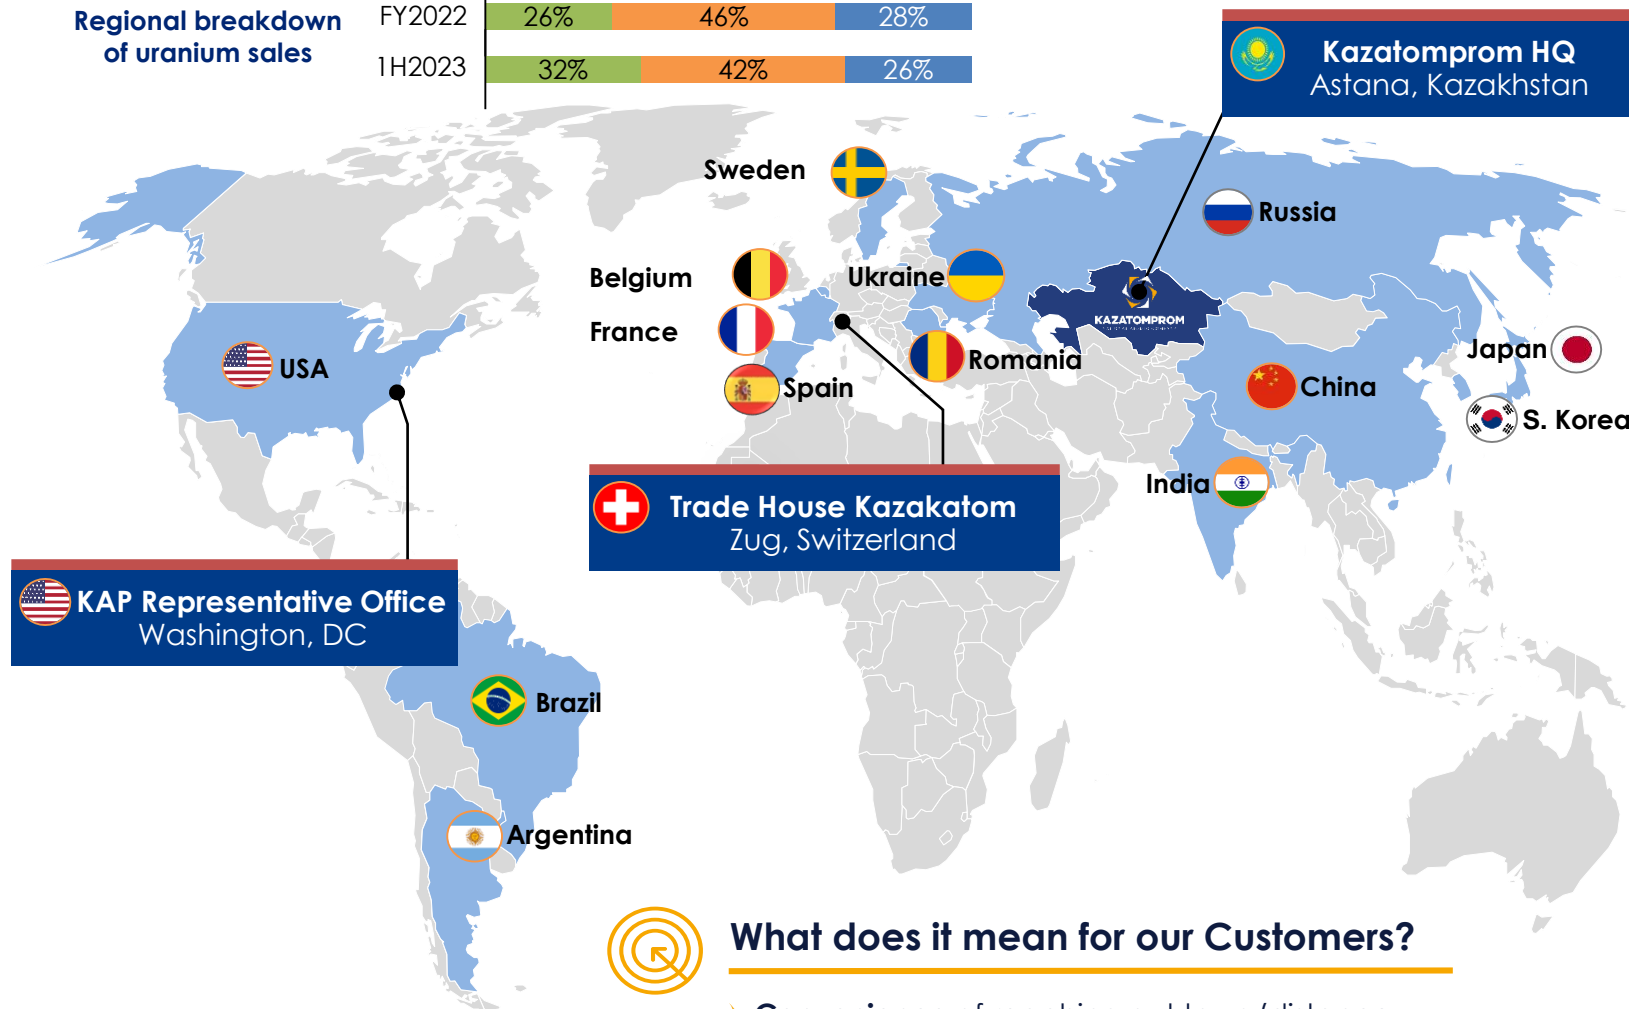 Regional breakdown
of uranium sales
FY2022 26% 46% 28%
1H2023 32% 42% 26%
Kazatomprom HQ
Astana, Kazakhstan
Sweden
Russia
Belgium
Ukraine
KAZATOMPROM
France
Romania
Japan
USA
Spain
China
S. Korea
India
Trade House Kazakatom
Zug, Switzerland
KAP Representative Office
Washington, DC
Brazil
Argentina
What does it mean for our Customers?